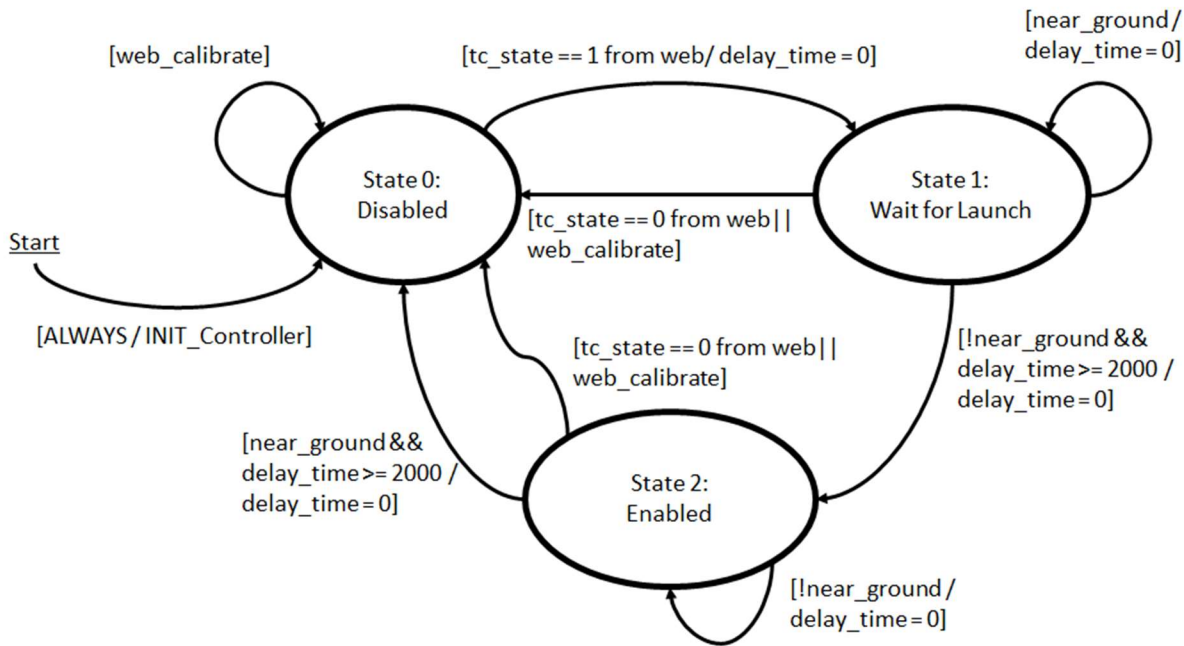 [near_ground /
delay_time = 0]
[web_calibrate]
[tc_state == 1 from web/ delay_time = 0]
State 0:
Disabled
State 1:
Wait for Launch
[tc_state == 0 from web||
web_calibrate]
Start
[ALWAYS / INIT_Controller]
[!near_ground &&
delay_time >= 2000 /
delay_time = 0]
[tc_state == 0 from web||
web_calibrate]
[near_ground &&
delay_time >= 2000 /
delay_time = 0]
State 2:
Enabled
[!near_ground /
delay_time = 0]